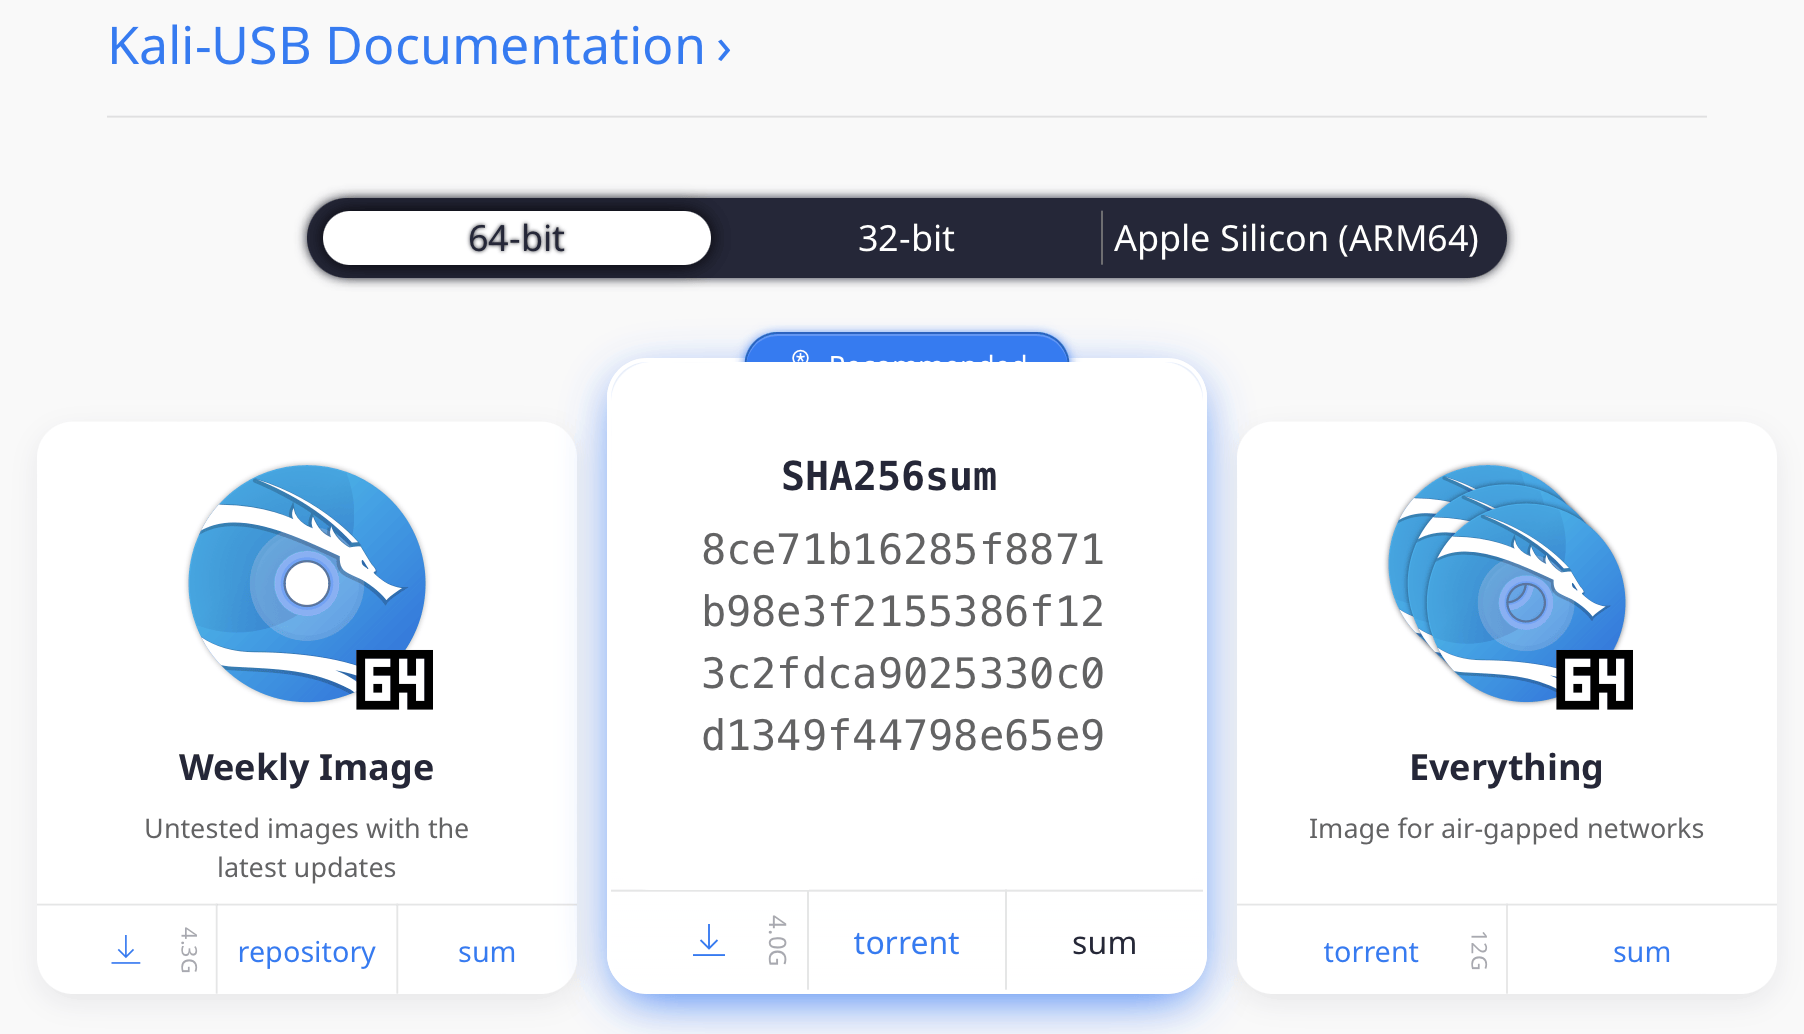 Kali-USB Documentation ›
64-bit
32-bit
Apple Silicon (ARM64)
Recommended
64
Weekly Image
Untested images with the
latest updates
4.3G
repository
sum
SHA256sum
8ce71b16285f8871
b98e3f2155386f12
3c2fdca9025330c0
d1349f44798e65e9
4.0G
torrent
sum
64
Everything
Image for air-gapped networks
torrent
12G
sum